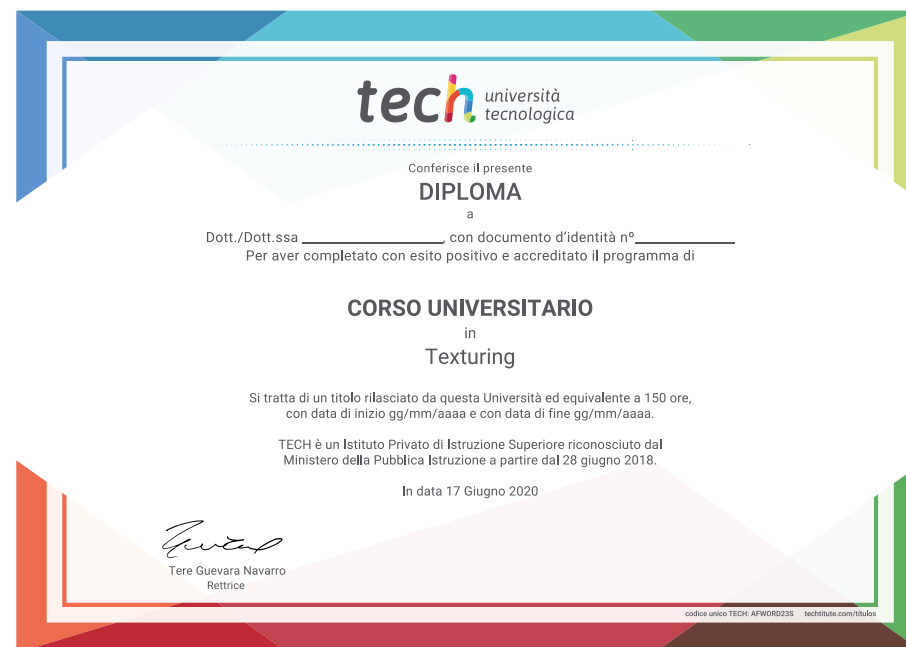 tech università
tecnologica
Conferisce il presente
DIPLOMA
a
Dott./Dott.ssa _________________, con documento d'identità nº____________
Per aver completato con esito positivo e accreditato il programma di
CORSO UNIVERSITARIO
in
Texturing
Si tratta di un titolo rilasciato da questa Università ed equivalente a 150 ore,
con data di inizio gg/mm/aaaa e con data di fine gg/mm/aaaa.
TECH è un Istituto Privato di Istruzione Superiore riconosciuto dal
Ministero della Pubblica Istruzione a partire dal 28 giugno 2018.
In data 17 Giugno 2020
Tere Guevara Navarro
Rettrice
codice unico TECH: AFWORD23S techtitute.com/titulos